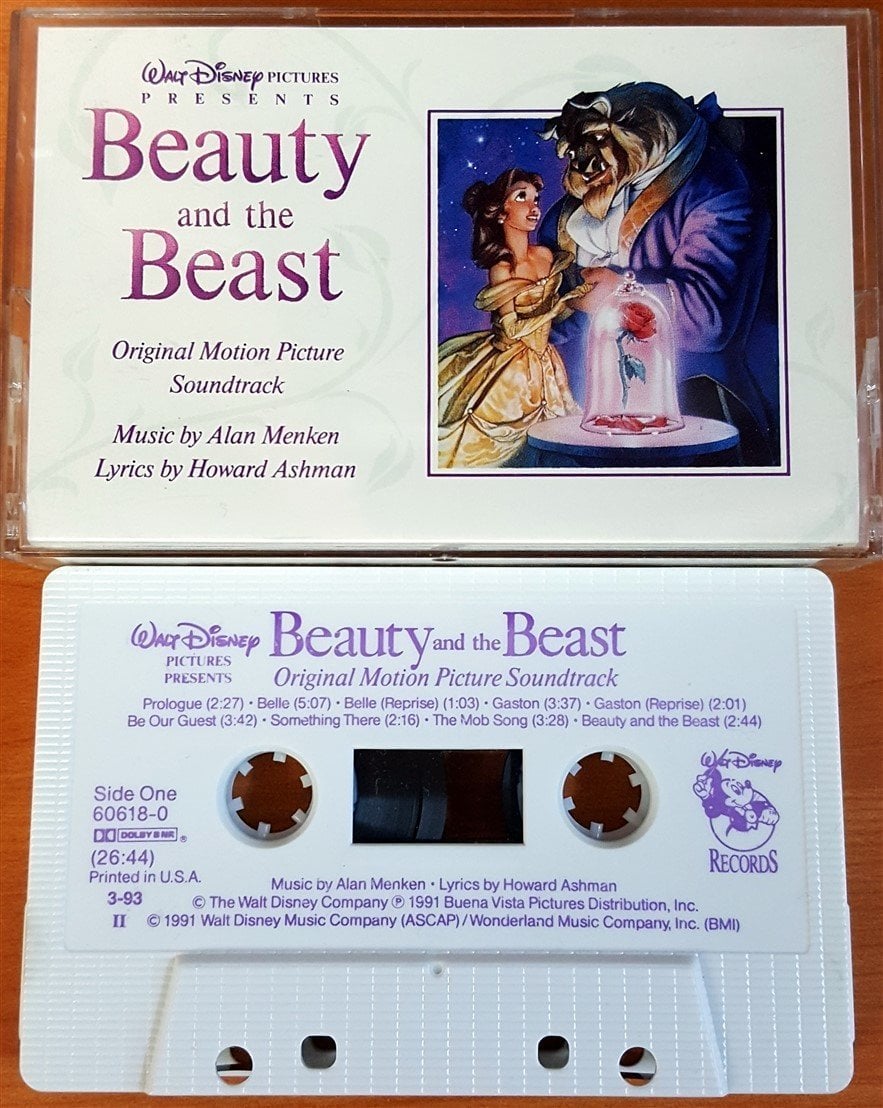 Walt Disney PICTURES
PRESENTS
Beauty
and the
Beast
Original Motion Picture
Soundtrack
Music by Alan Menken
Lyrics by Howard Ashman
Walt Disney
PICTURES
PRESENTS
Beauty and the Beast
Original Motion Picture Soundtrack
Prologue (2:27) • Belle (5:07) • Belle (Reprise) (1:03) • Gaston (3:37) • Gaston (Reprise) (2:01)
Be Our Guest (3:42) • Something There (2:16) • The Mob Song (3:28) • Beauty and the Beast (2:44)
Side One
60618-0
DOLBY B NR ®
(26:44)
Printed in U.S.A.
3-93
II
Walt Disney
RECORDS
Music by Alan Menken • Lyrics by Howard Ashman
© The Walt Disney Company ℗ 1991 Buena Vista Pictures Distribution, Inc.
© 1991 Walt Disney Music Company (ASCAP) / Wonderland Music Company, Inc. (BMI)